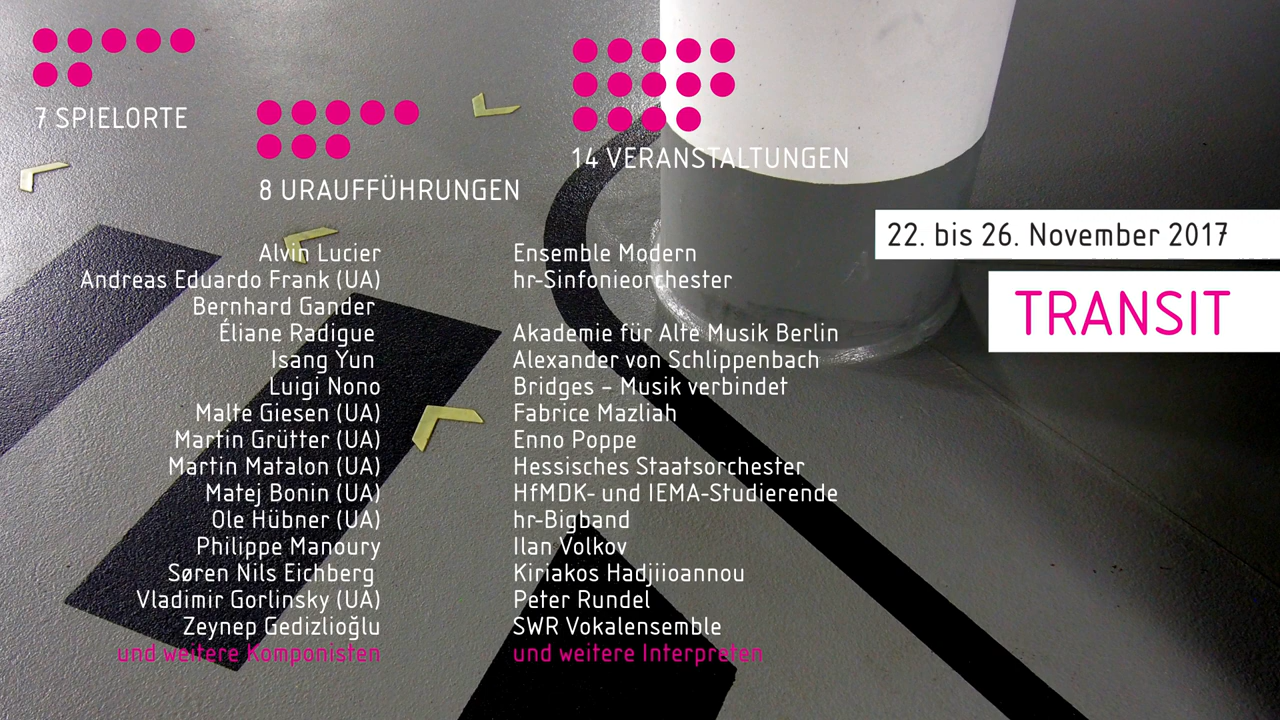 7 SPIELORTE
8 URAUFFÜHRUNGEN
14 VERANSTALTUNGEN
22. bis 26. November 2017
TRANSIT
Alvin Lucier
Andreas Eduardo Frank (UA)
Bernhard Gander
Éliane Radigue
Isang Yun
Luigi Nono
Malte Giesen (UA)
Martin Grütter (UA)
Martin Matalon (UA)
Matej Bonin (UA)
Ole Hübner (UA)
Philippe Manoury
Søren Nils Eichberg
Vladimir Gorlinsky (UA)
Zeynep Gedizlioğlu
und weitere Komponisten
Ensemble Modern
hr-Sinfonieorchester
Akademie für Alte Musik Berlin
Alexander von Schlippenbach
Bridges – Musik verbindet
Fabrice Mazliah
Enno Poppe
Hessisches Staatsorchester
HfMDK- und IEMA-Studierende
hr-Bigband
Ilan Volkov
Kiriakos Hadjiioannou
Peter Rundel
SWR Vokalensemble
und weitere Interpreten